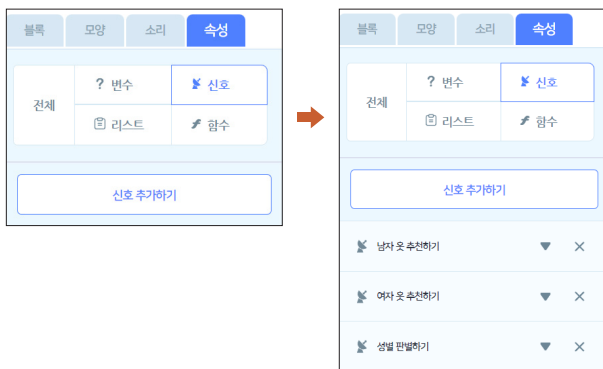 블록 모양 소리 속성
전체
? 변수
신호
리스트
함수
신호 추가하기
블록 모양 소리 속성
전체
? 변수
신호
리스트
함수
신호 추가하기
남자 옷 추천하기
여자 옷 추천하기
성별 판별하기